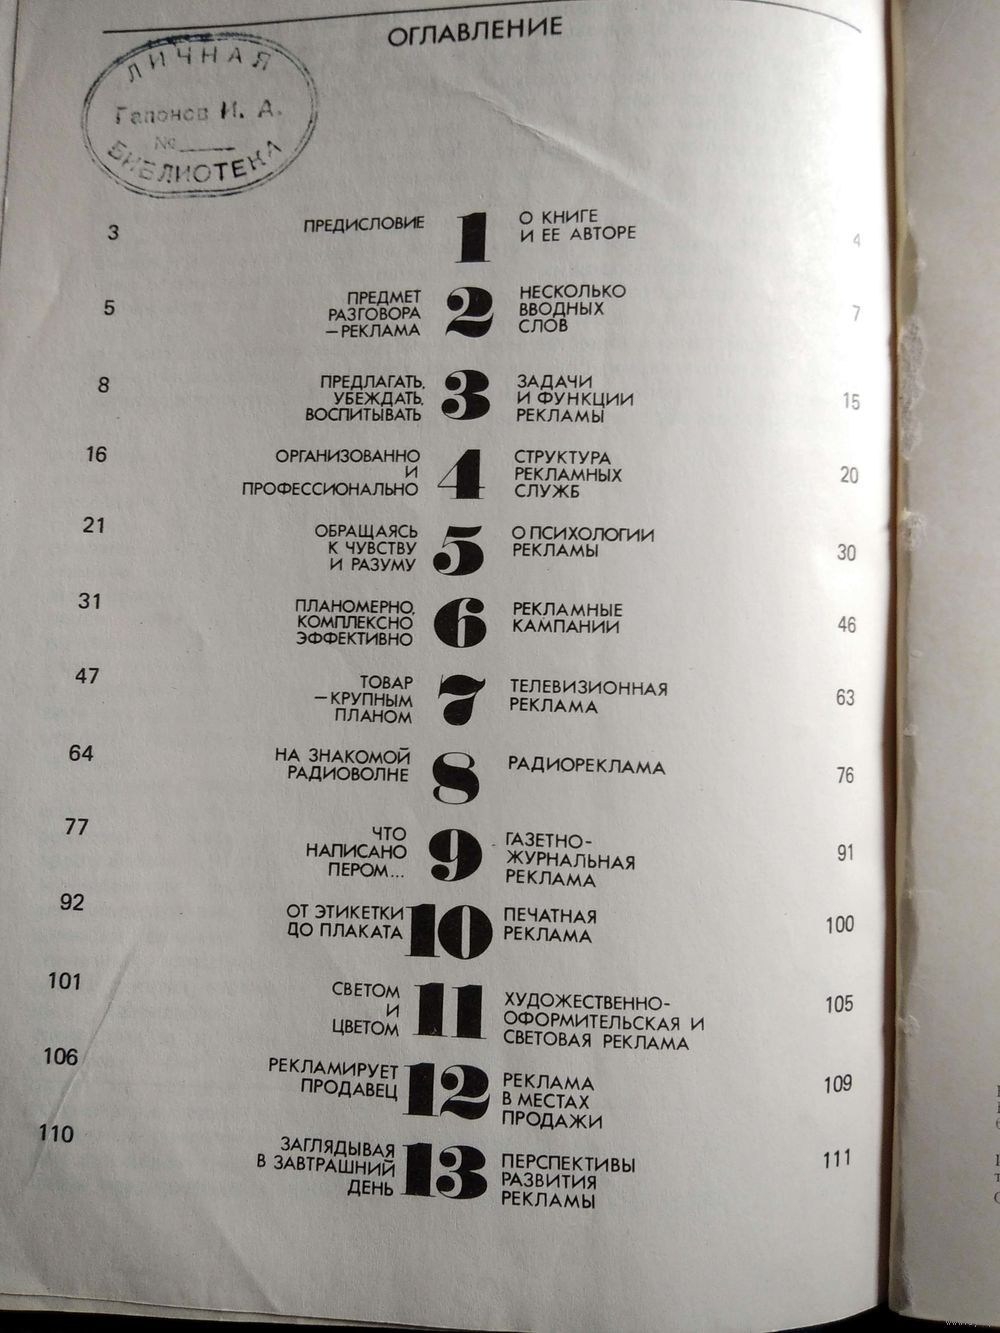 ОГЛАВЛЕНИЕ
ЛИЧНАЯ
Гапонов И. А.
№
БИБЛИОТЕКА
3
ПРЕДИСЛОВИЕ
1
О КНИГЕ
И ЕЕ АВТОРЕ
4
5
ПРЕДМЕТ
РАЗГОВОРА
—РЕКЛАМА
2
НЕСКОЛЬКО
ВВОДНЫХ
СЛОВ
7
8
ПРЕДЛАГАТЬ,
УБЕЖДАТЬ,
ВОСПИТЫВАТЬ
3
ЗАДАЧИ
И ФУНКЦИИ
РЕКЛАМЫ
15
16
ОРГАНИЗОВАННО
И
ПРОФЕССИОНАЛЬНО
4
СТРУКТУРА
РЕКЛАМНЫХ
СЛУЖБ
20
21
ОБРАЩАЯСЬ
К ЧУВСТВУ
И РАЗУМУ
5
О ПСИХОЛОГИИ
РЕКЛАМЫ
30
31
ПЛАНОМЕРНО,
КОМПЛЕКСНО
ЭФФЕКТИВНО
6
РЕКЛАМНЫЕ
КАМПАНИИ
46
47
ТОВАР
—КРУПНЫМ
ПЛАНОМ
7
ТЕЛЕВИЗИОННАЯ
РЕКЛАМА
63
64
НА ЗНАКОМОЙ
РАДИОВОЛНЕ
8
РАДИОРЕКЛАМА
76
77
ЧТО
НАПИСАНО
ПЕРОМ...
9
ГАЗЕТНО-
ЖУРНАЛЬНАЯ
РЕКЛАМА
91
92
ОТ ЭТИКЕТКИ
ДО ПЛАКАТА
10
ПЕЧАТНАЯ
РЕКЛАМА
100
101
СВЕТОМ
И
ЦВЕТОМ
11
ХУДОЖЕСТВЕННО-
ОФОРМИТЕЛЬСКАЯ И
СВЕТОВАЯ РЕКЛАМА
105
106
РЕКЛАМИРУЕТ
ПРОДАВЕЦ
12
РЕКЛАМА
В МЕСТАХ
ПРОДАЖИ
109
110
ЗАГЛЯДЫВАЯ
В ЗАВТРАШНИЙ
ДЕНЬ
13
ПЕРСПЕКТИВЫ
РАЗВИТИЯ
РЕКЛАМЫ
111